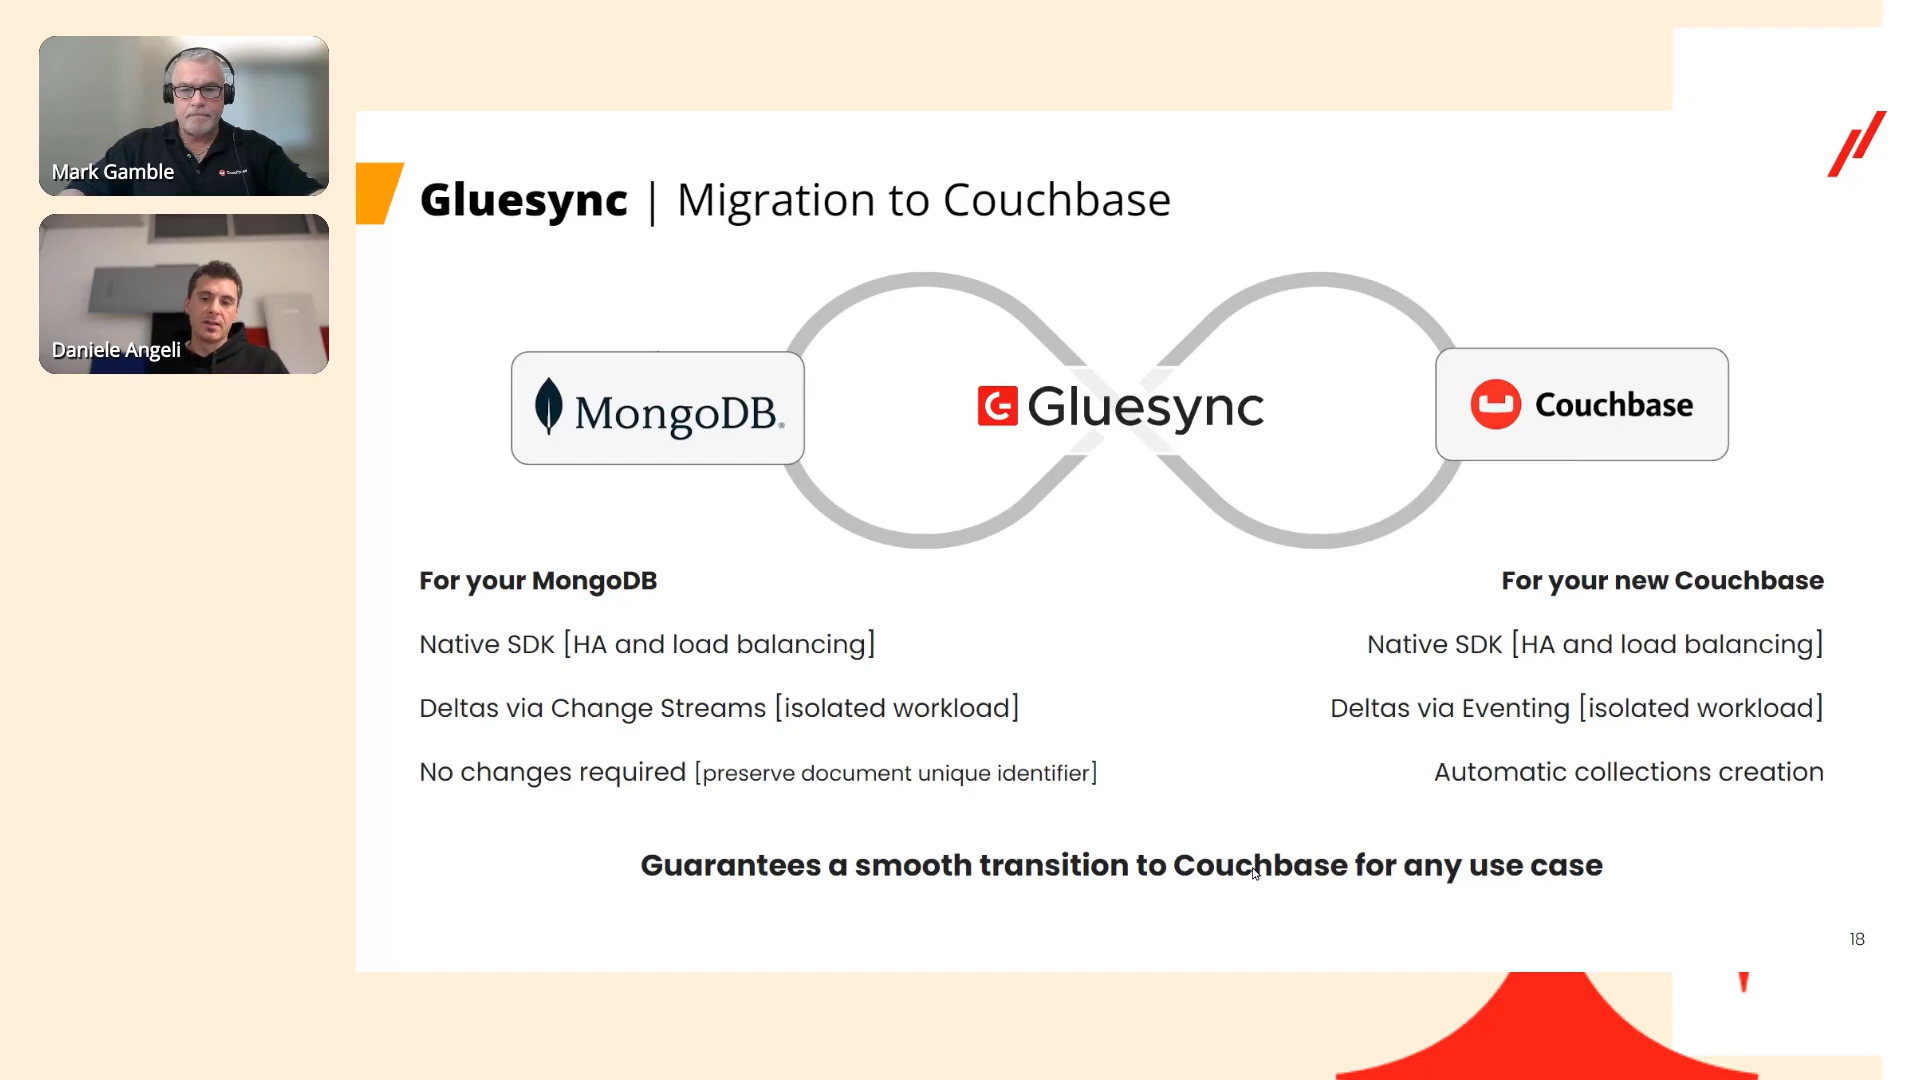 Mark Gamble
Daniele Angeli
Gluesync | Migration to Couchbase
MongoDB®
Gluesync
Couchbase
For your MongoDB
For your new Couchbase
Native SDK [HA and load balancing]
Native SDK [HA and load balancing]
Deltas via Change Streams [isolated workload]
Deltas via Eventing [isolated workload]
No changes required [preserve document unique identifier]
Automatic collections creation
Guarantees a smooth transition to Couchbase for any use case
18